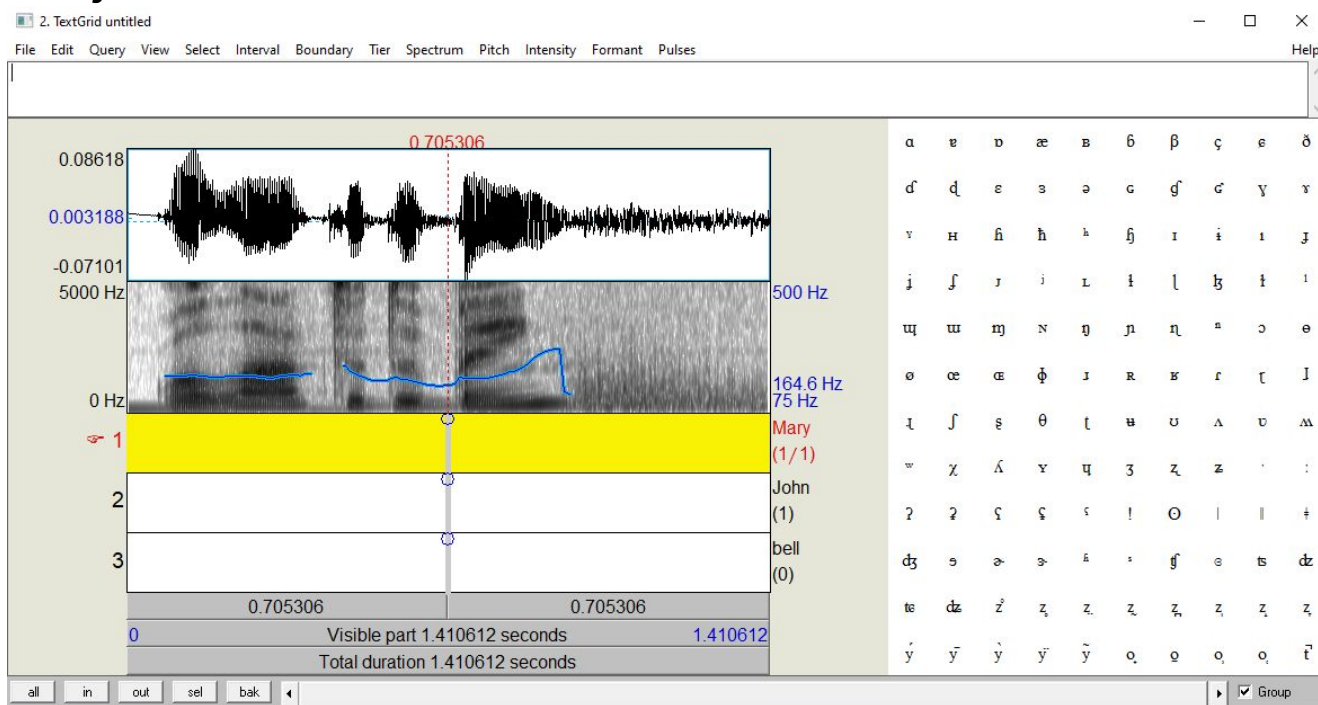 2. TextGrid untitled
File Edit Query View Select Interval Boundary Tier Spectrum Pitch Intensity Formant Pulses Help
0.705306
0.08618
0.003188
-0.07101
5000 Hz 500 Hz
164.6 Hz
0 Hz 75 Hz
1 Mary
(1/1)
2 John
(1)
3 bell
(0)
0.705306 0.705306
0 Visible part 1.410612 seconds 1.410612
Total duration 1.410612 seconds
all in out sel bak Group
ɑ ɐ ɒ æ ʙ ɓ β ç ɕ ð
ɗ ɖ ɛ ɜ ə ɢ ɠ ʛ ɣ ɤ
ˠ ʜ ɦ ħ ʰ ɧ ɪ ɨ ɟ
ʝ ʄ ʲ ʟ ɬ ɭ ɮ ɫ ˡ
ɰ ɯ ɱ ɴ ŋ ɲ ɳ ⁿ ɔ ɵ
ø œ ɶ ɸ ɹ ʀ ʁ ɾ ɽ ɺ
ɻ ʃ ʂ θ ʈ ʉ ʊ ʌ ʋ ʍ
ʷ χ ʎ ʏ ɥ ʒ ʐ ʑ
ʔ ʡ ʕ ʢ ˤ ʘ ǀ ǁ ǂ
ʤ ɘ ɚ ɝ ʧ ɞ ʦ ʣ
ʨ ʥ